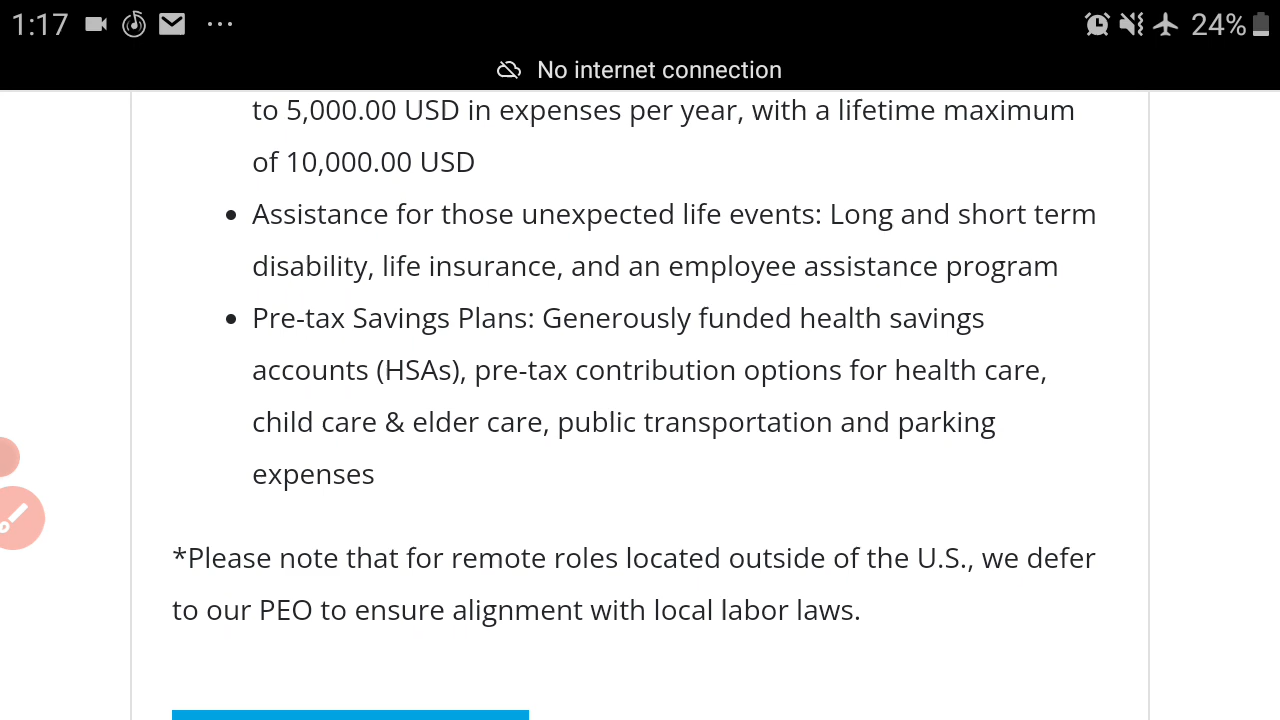 1:17 ... 24%
No internet connection
to 5,000.00 USD in expenses per year, with a lifetime maximum
of 10,000.00 USD
• Assistance for those unexpected life events: Long and short term
disability, life insurance, and an employee assistance program
• Pre-tax Savings Plans: Generously funded health savings
accounts (HSAs), pre-tax contribution options for health care,
child care & elder care, public transportation and parking
expenses
*Please note that for remote roles located outside of the U.S., we defer
to our PEO to ensure alignment with local labor laws.